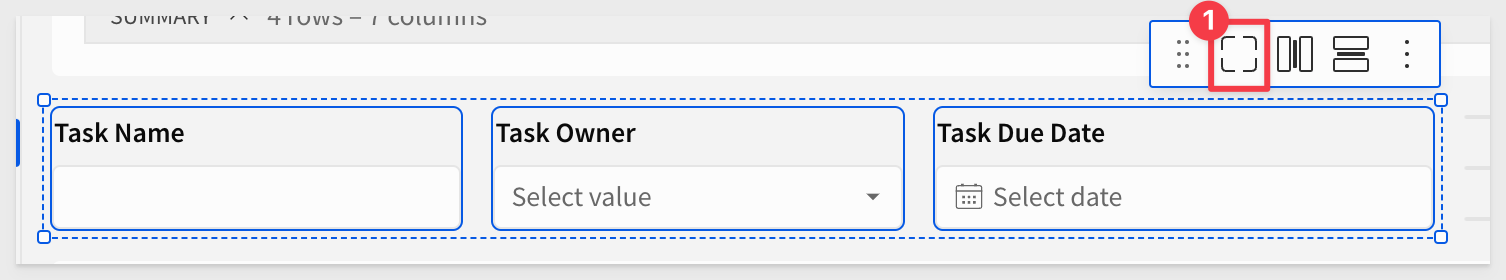 SUMMARY 4 rows – 7 columns
1
Task Name
Task Owner
Task Due Date
Select value
Select date